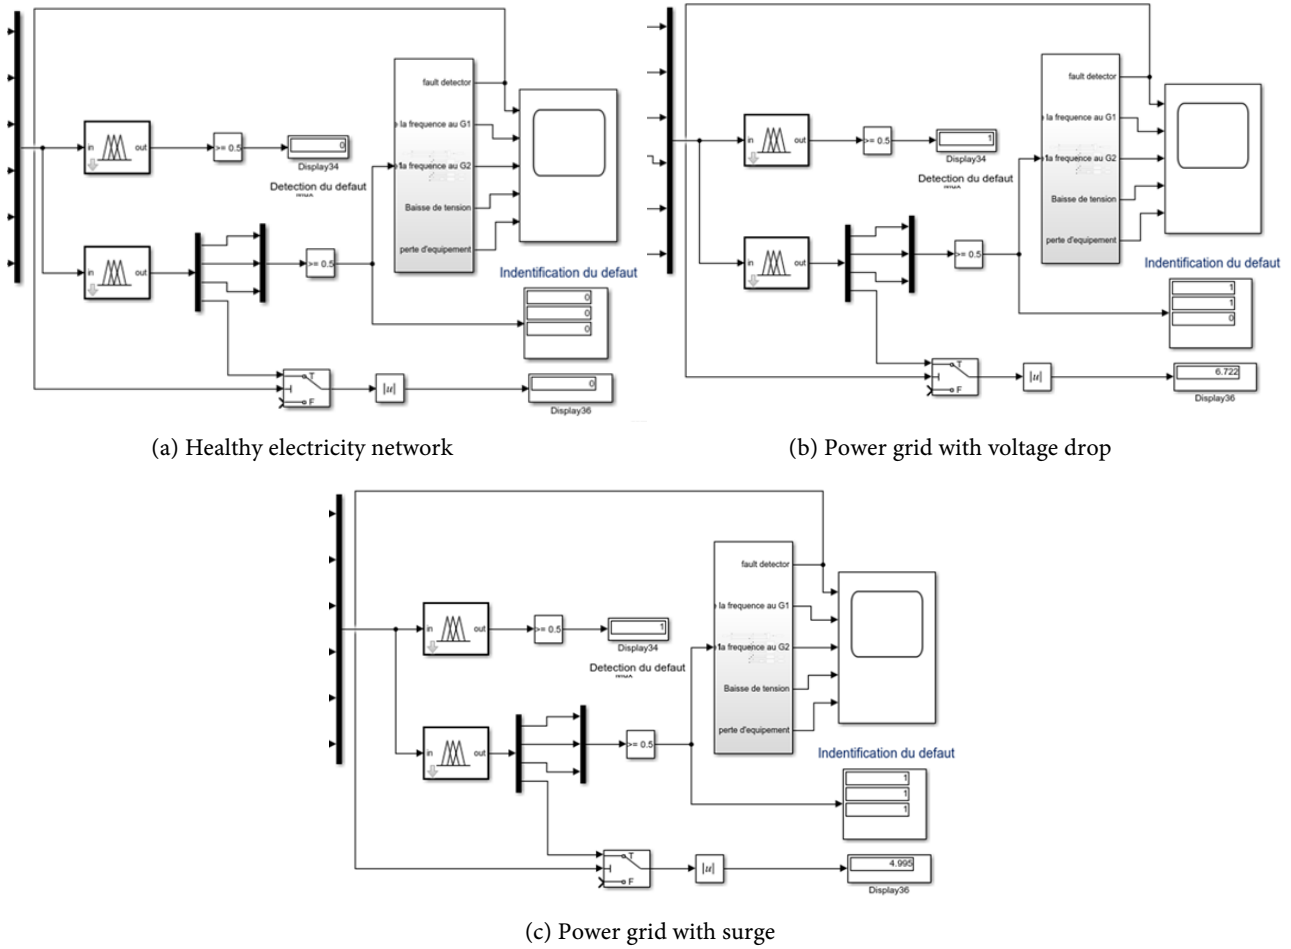 fault detector
la frequence au G1
in
out
>= 0.5
0
Display34
la frequence au G2
Detection du defaut
Baisse de tension
perte d'equipement
in
out
>= 0.5
Indentification du defaut
0
0
0
T
F
|u|
0
Display36
(a) Healthy electricity network
fault detector
la frequence au G1
in
out
>= 0.5
1
Display34
la frequence au G2
Detection du defaut
Baisse de tension
perte d'equipement
in
out
>= 0.5
Indentification du defaut
1
1
0
T
F
|u|
6.722
Display36
(b) Power grid with voltage drop
fault detector
la frequence au G1
in
out
>= 0.5
1
Display34
la frequence au G2
Detection du defaut
Baisse de tension
perte d'equipement
in
out
>= 0.5
Indentification du defaut
1
1
1
T
F
|u|
4.995
Display36
(c) Power grid with surge